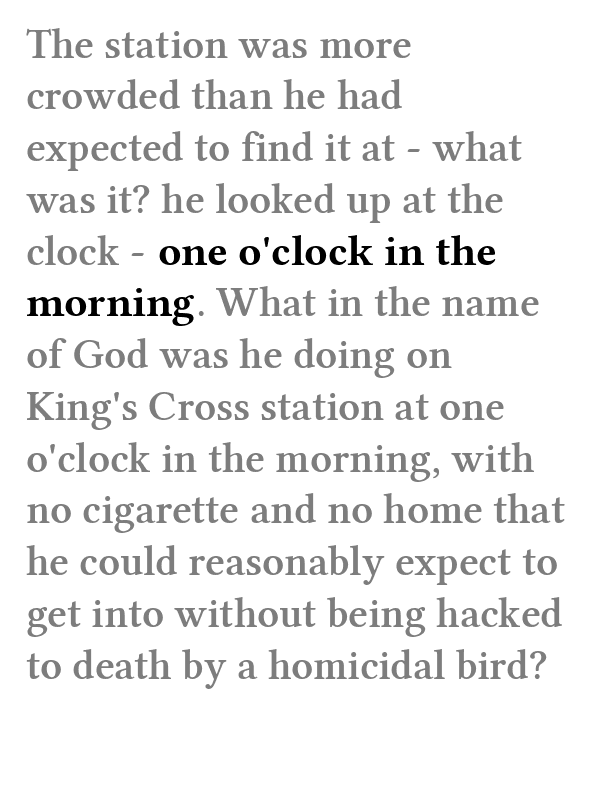 The station was more
crowded than he had
expected to find it at - what
was it? he looked up at the
clock - one o'clock in the
morning. What in the name
of God was he doing on
King's Cross station at one
o'clock in the morning, with
no cigarette and no home that
he could reasonably expect to
get into without being hacked
to death by a homicidal bird?